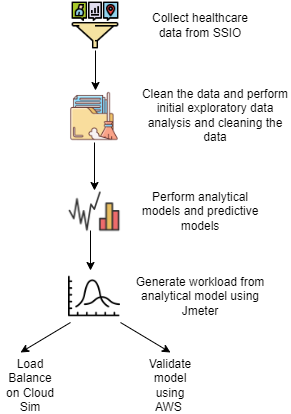 Collect healthcare
data from SSIO
Clean the data and perform
initial exploratory data
analysis and cleaning the
data
Perform analytical
models and predictive
models
Generate workload from
analytical model using
Jmeter
Load
Balance
on Cloud
Sim
Validate
model
using
AWS